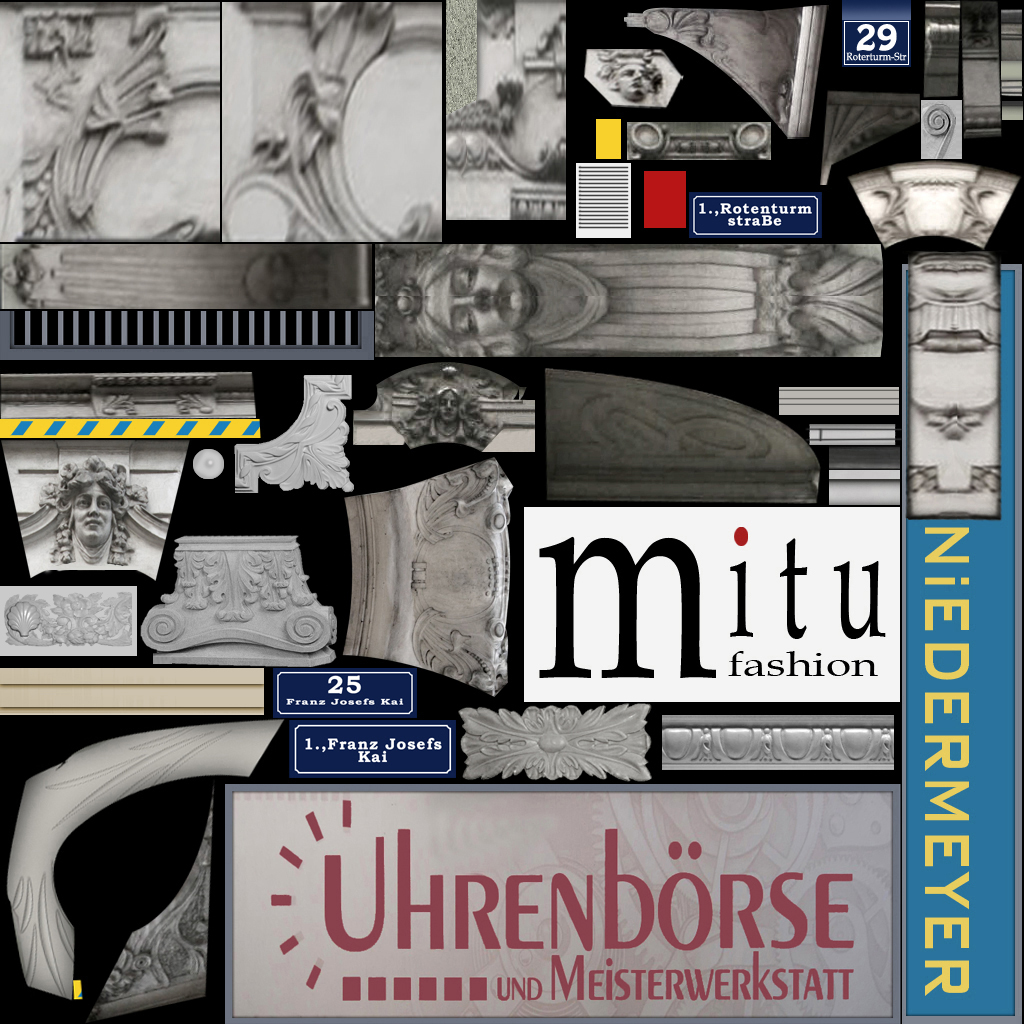 29
Roterturm-Str
1.,Rotenturm
straBe
mitu
fashion
NiEDERMEYER
25
Franz Josefs Kai
1.,Franz Josefs
Kai
UHRENBÖRSE
UND MEISTERWERKSTATT